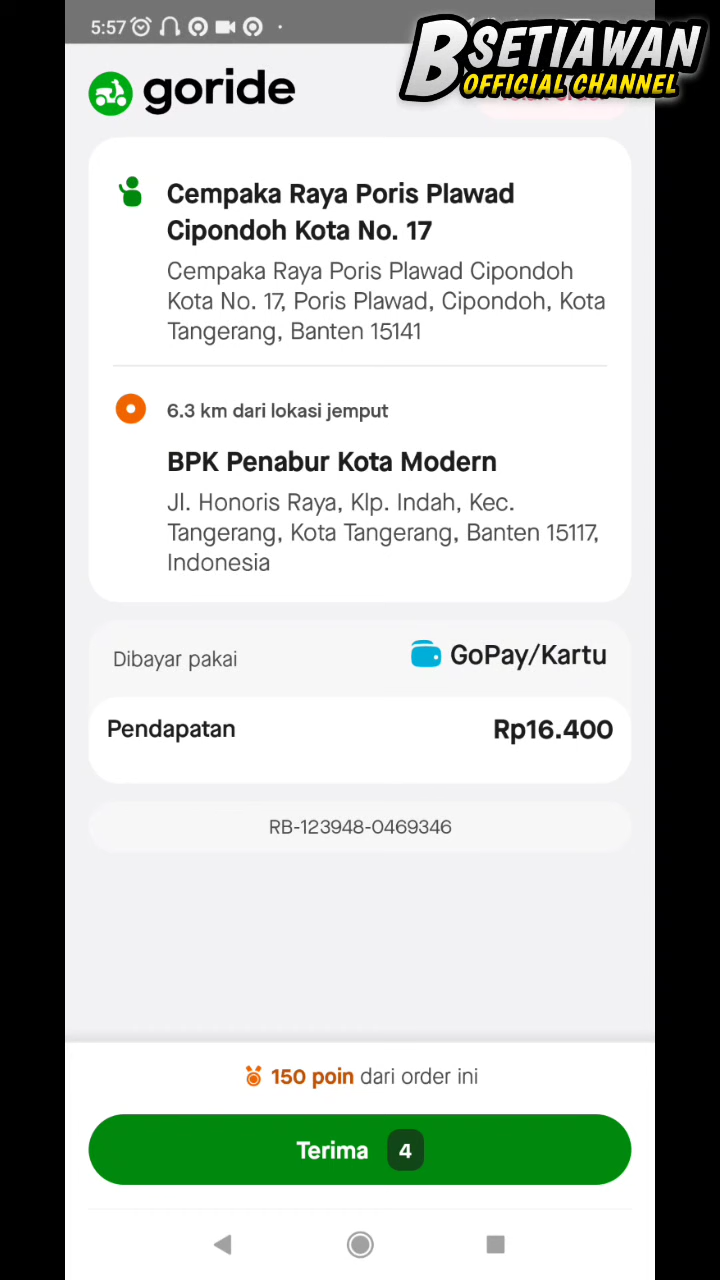 5:57
BSETIAWAN
OFFICIAL CHANNEL
goride
Cempaka Raya Poris Plawad
Cipondoh Kota No. 17
Cempaka Raya Poris Plawad Cipondoh
Kota No. 17, Poris Plawad, Cipondoh, Kota
Tangerang, Banten 15141
6.3 km dari lokasi jemput
BPK Penabur Kota Modern
Jl. Honoris Raya, Klp. Indah, Kec.
Tangerang, Kota Tangerang, Banten 15117,
Indonesia
Dibayar pakai GoPay/Kartu
Pendapatan Rp16.400
RB-123948-0469346
150 poin dari order ini
Terima 4